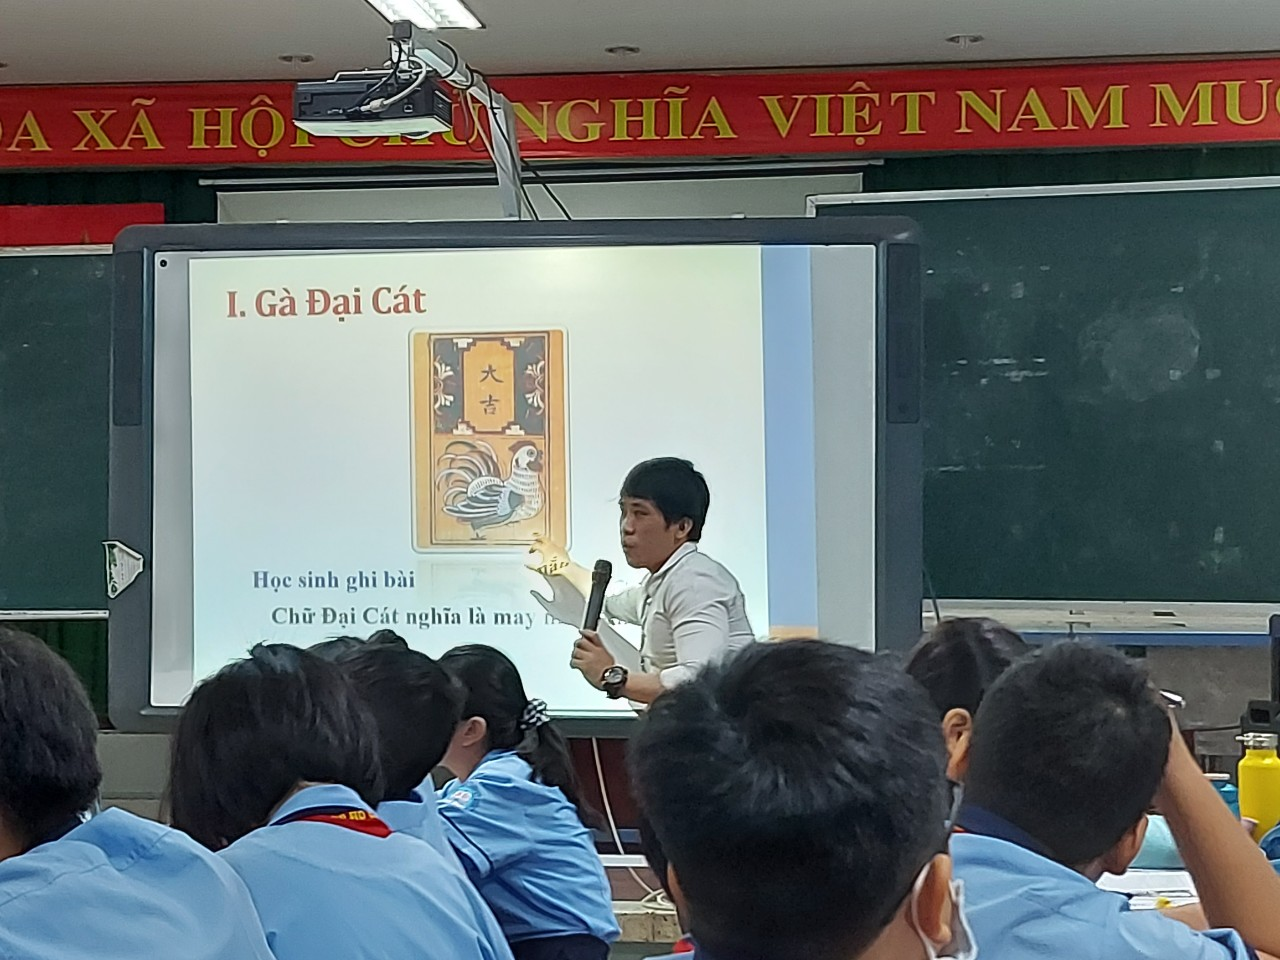 XÃ HỘI CHỦ NGHĨA VIỆT NAM
I. Gà Đại Cát
大
吉
Học sinh ghi bài
Chữ Đại Cát nghĩa là may